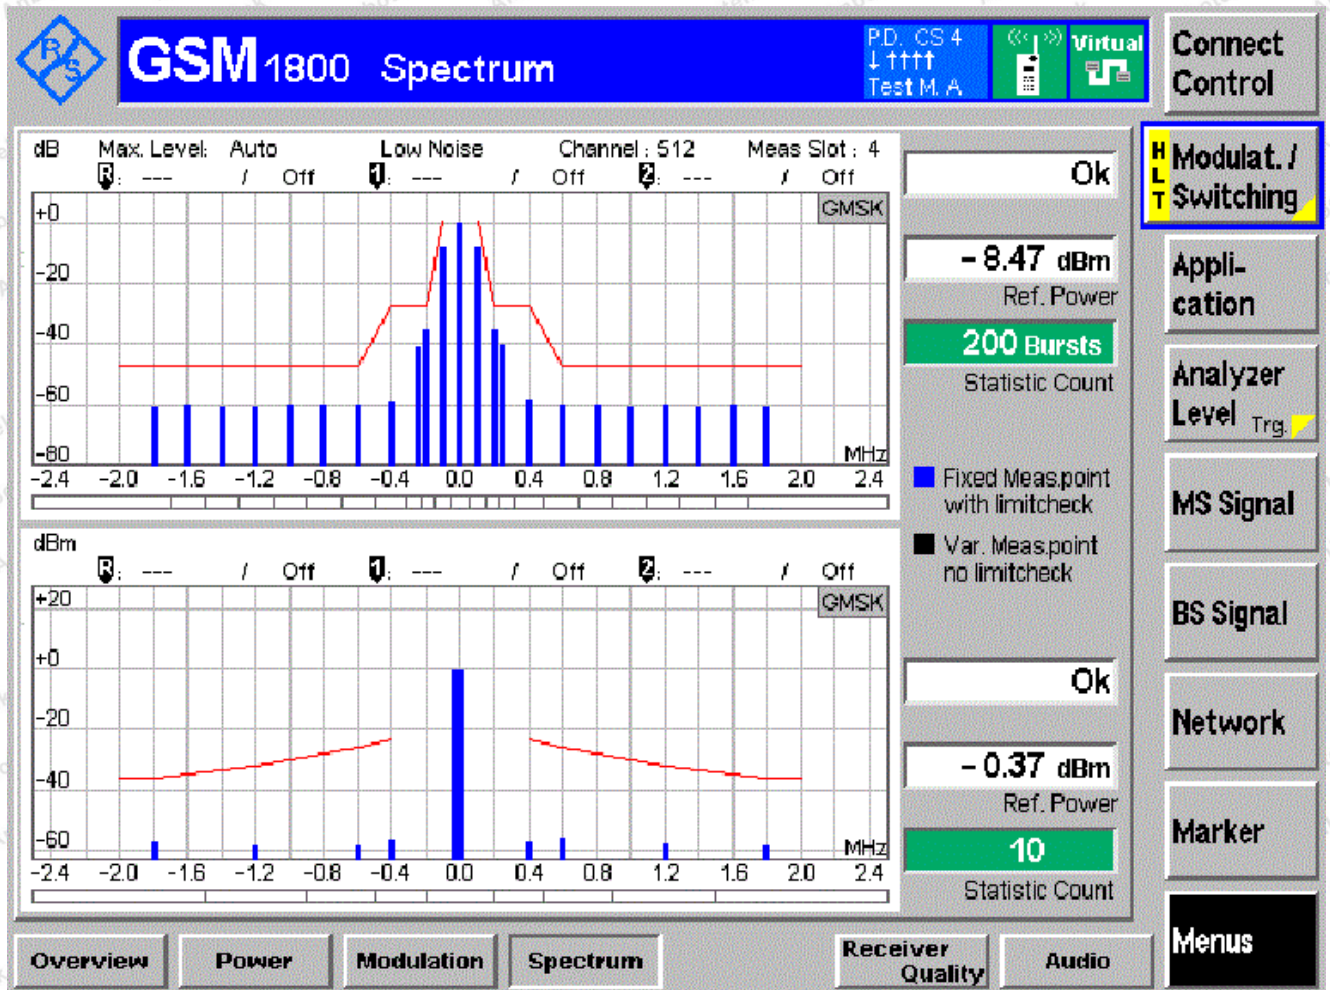 R S
GSM 1800 Spectrum
P.D. CS 4
↓↑↑↑↑
Test M. A
Virtual
Connect
Control
dB Max. Level: Auto Low Noise Channel : 512 Meas Slot : 4
R: --- / Off 1: --- / Off 2: --- / Off
GMSK
+0
-20
-40
-60
-80
MHz
-2.4 -2.0 -1.6 -1.2 -0.8 -0.4 0.0 0.4 0.8 1.2 1.6 2.0 2.4
Ok
- 8.47 dBm
Ref. Power
200 Bursts
Statistic Count
Fixed Meas.point
with limitcheck
Var. Meas.point
no limitcheck
dBm
R: --- / Off 1: --- / Off 2: --- / Off
GMSK
+20
+0
-20
-40
-60
MHz
-2.4 -2.0 -1.6 -1.2 -0.8 -0.4 0.0 0.4 0.8 1.2 1.6 2.0 2.4
Ok
- 0.37 dBm
Ref. Power
10
Statistic Count
HLT
Modulat. /
Switching
Appli-
cation
Analyzer
Level Trg.
MS Signal
BS Signal
Network
Marker
Menus
Overview Power Modulation Spectrum
Receiver
Quality
Audio